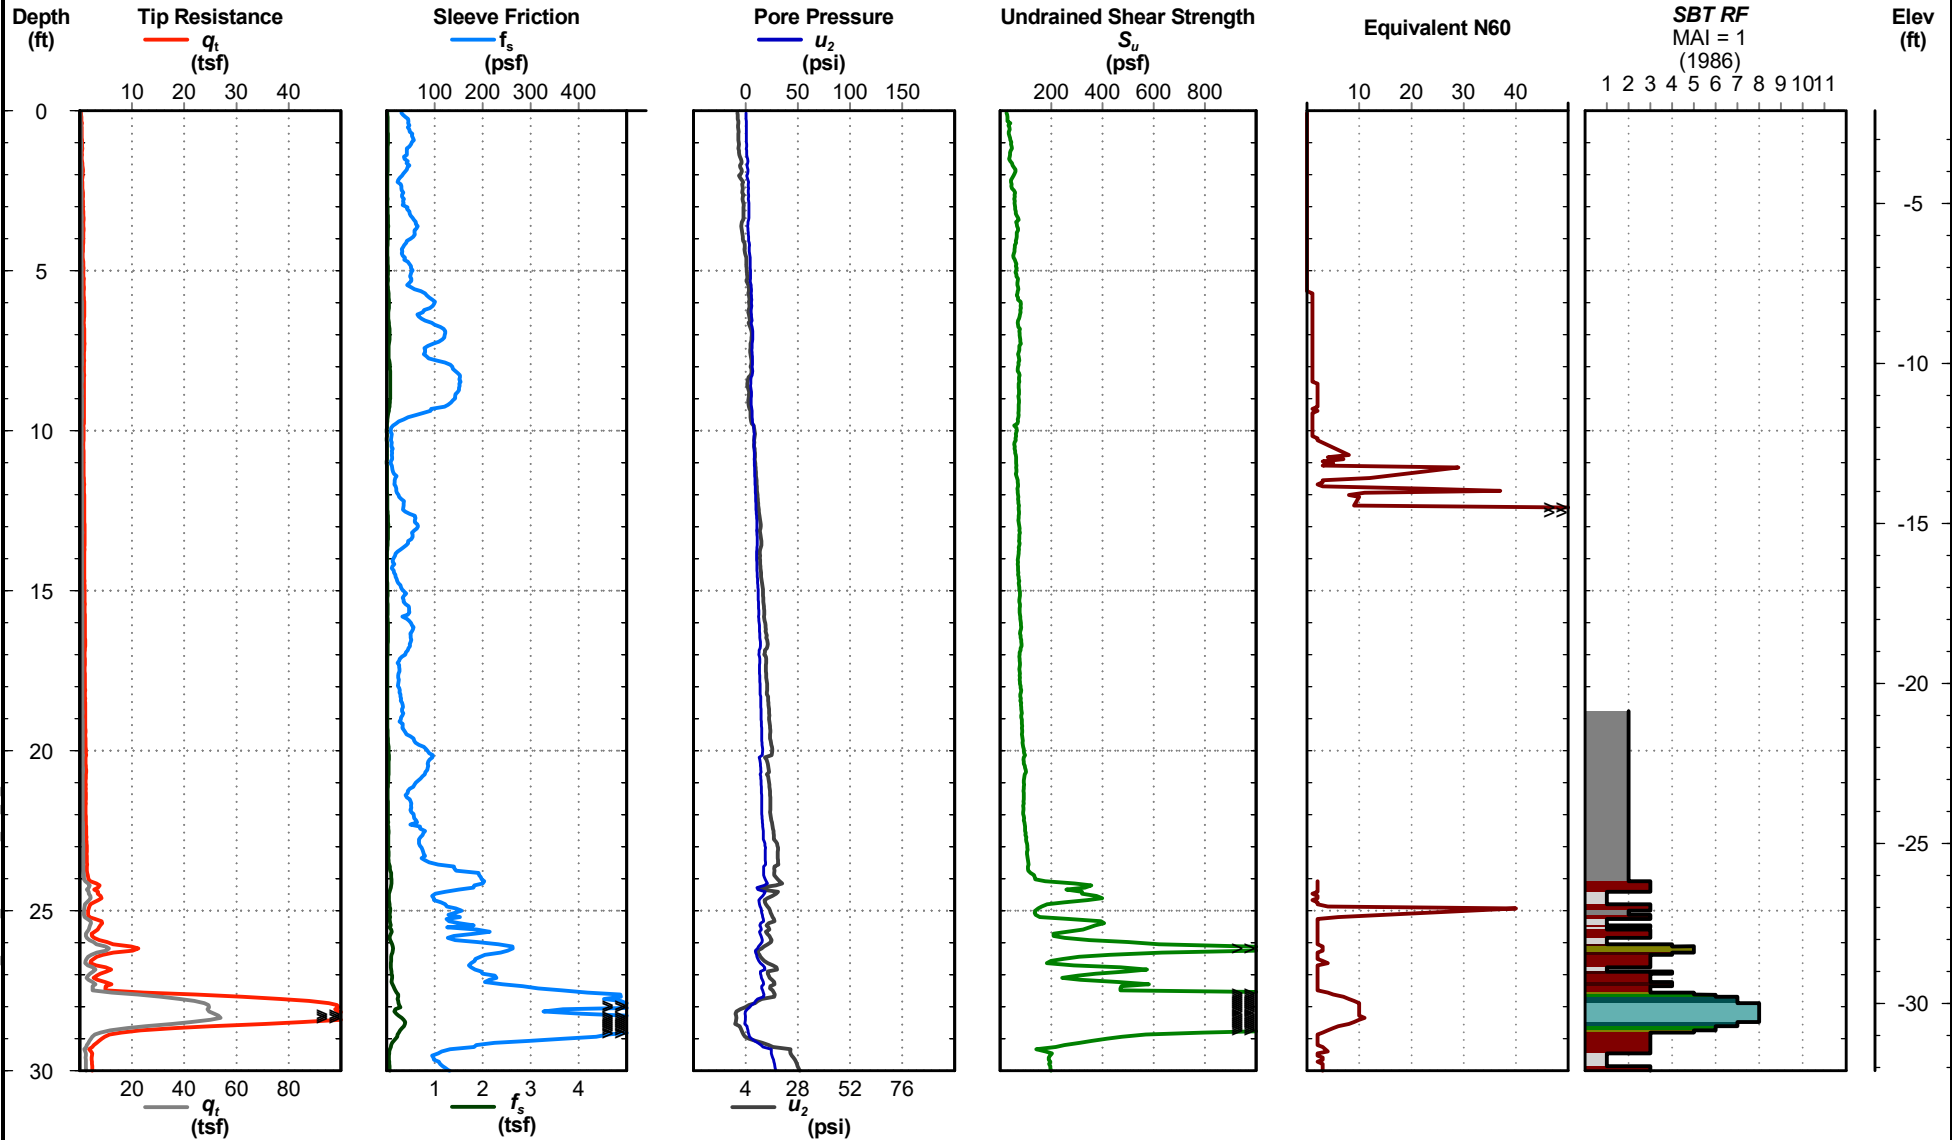 Depth
(ft)
Tip Resistance
qt
(tsf)
Sleeve Friction
fs
(psf)
Pore Pressure
u2
(psi)
Undrained Shear Strength
Su
(psf)
Equivalent N60
SBT RF
MAI = 1
(1986)
Elev
(ft)
10 20 30 40
100 200 300 400
0 50 100 150
200 400 600 800
10 20 30 40
1 2 3 4 5 6 7 8 9 10 11
0
5
10
15
20
25
30
-5
-10
-15
-20
-25
-30
20 40 60 80
1 2 3 4
4 28 52 76
qt
(tsf)
fs
(tsf)
u2
(psi)